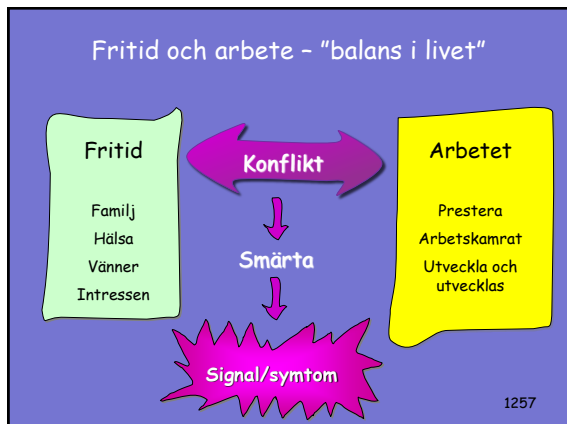 Fritid och arbete – ”balans i livet”
Fritid
Familj
Hälsa
Vänner
Intressen
Konflikt
Smärta
Signal/symtom
Arbetet
Prestera
Arbetskamrat
Utveckla och
utvecklas
1257